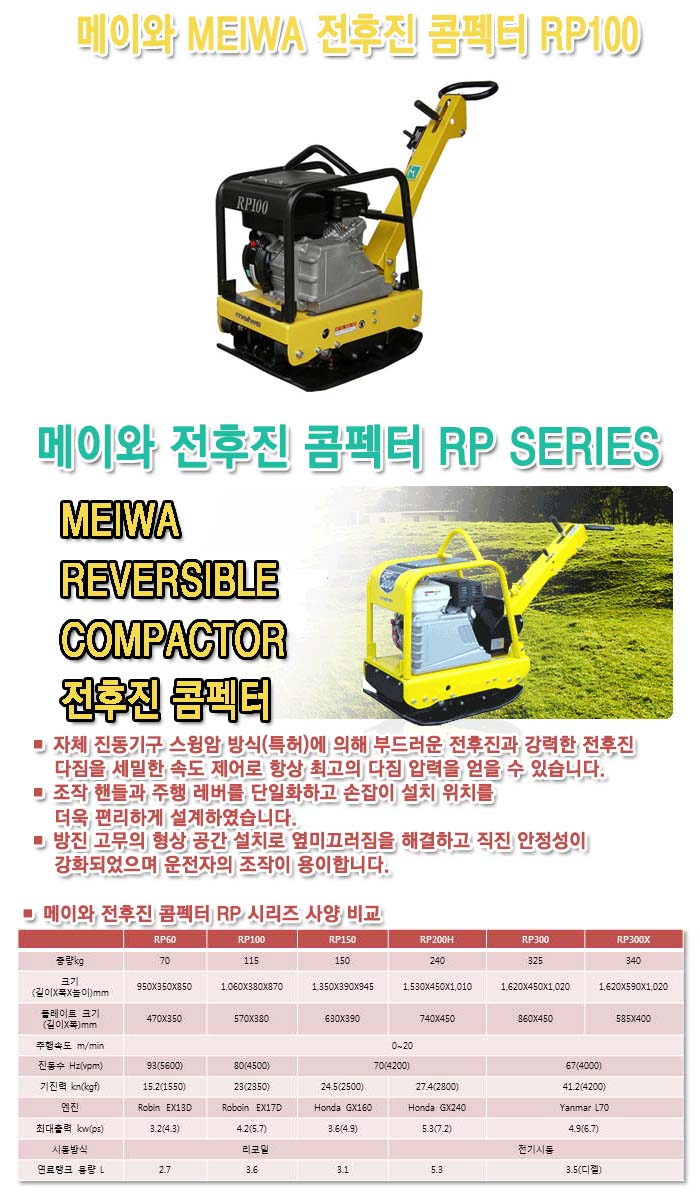 메이와 MEIWA 전후진 콤펙터 RP100
RP100
meiwa
메이와 전후진 콤펙터 RP SERIES
MEIWA
REVERSIBLE
COMPACTOR
전후진 콤펙터
■ 자체 진동기구 스윙암 방식(특허)에 의해 부드러운 전후진과 강력한 전후진
다짐을 세밀한 속도 제어로 항상 최고의 다짐 압력을 얻을 수 있습니다.
■ 조작 핸들과 주행 레버를 단일화하고 손잡이 설치 위치를
더욱 편리하게 설계하였습니다.
■ 방진 고무의 형상 공간 설치로 옆미끄러짐을 해결하고 직진 안정성이
강화되었으며 운전자의 조작이 용이합니다.
■ 메이와 전후진 콤펙터 RP 시리즈 사양 비교
RP60 RP100 RP150 RP200H RP300 RP300X
중량kg 70 115 150 240 325 340
크기
(길이X폭X높이)mm 950X350X850 1,060X380X870 1,350X390X945 1,530X450X1,010 1,620X450X1,020 1,620X590X1,020
플레이트 크기
(길이X폭)mm 470X350 570X380 630X390 740X450 860X450 585X400
주행속도 m/min 0~20
진동수 Hz(vpm) 93(5600) 80(4500) 70(4200) 67(4000)
기진력 kn(kgf) 15.2(1550) 23(2350) 24.5(2500) 27.4(2800) 41.2(4200)
엔진 Robin EX13D Roboin EX17D Honda GX160 Honda GX240 Yanmar L70
최대출력 kw(ps) 3.2(4.3) 4.2(5.7) 3.6(4.9) 5.3(7.2) 4.9(6.7)
시동방식 리코일 전기시동
연료탱크 용량 L 2.7 3.6 3.1 5.3 3.5(디젤)